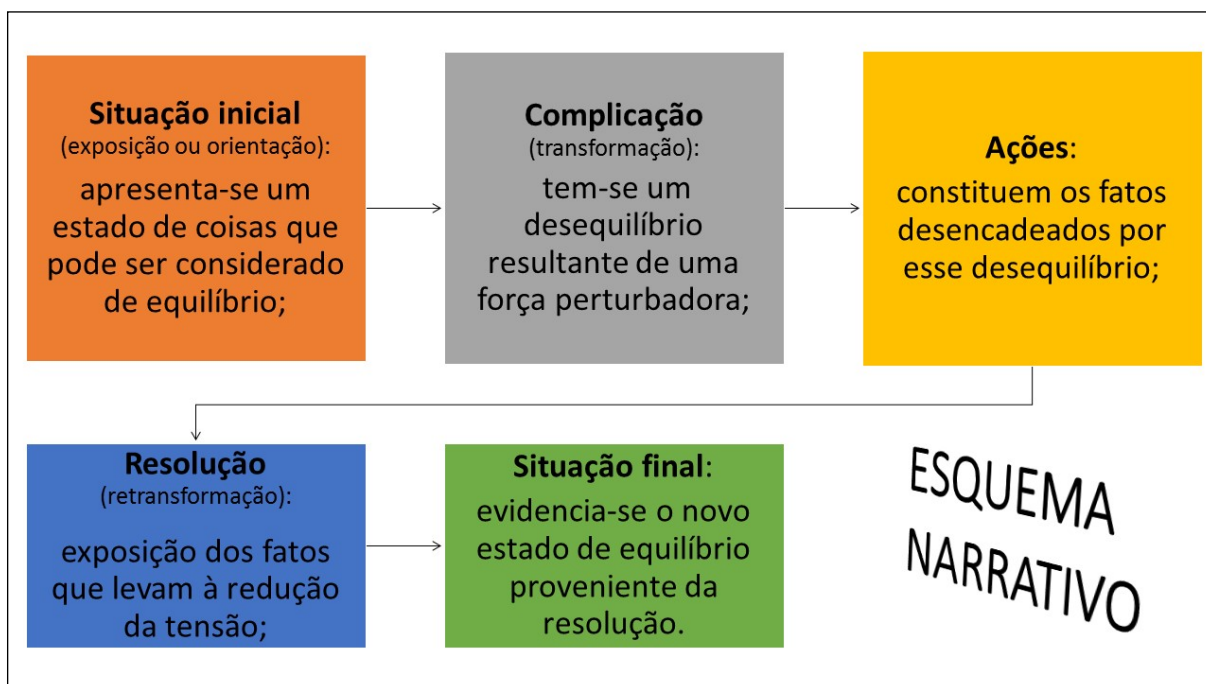 Situação inicial
(exposição ou orientação):
apresenta-se um
estado de coisas que
pode ser considerado
de equilíbrio;
Complicação
(transformação):
tem-se um
desequilíbrio
resultante de uma
força perturbadora;
Ações:
constituem os fatos
desencadeados por
esse desequilíbrio;
Resolução
(retransformação):
exposição dos fatos
que levam à redução
da tensão;
Situação final:
evidencia-se o novo
estado de equilíbrio
proveniente da
resolução.
ESQUEMA
NARRATIVO